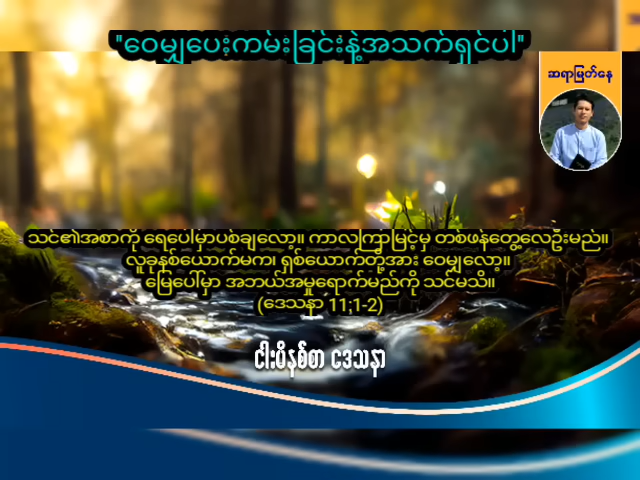 "ဝေမျှပေးကမ်းခြင်းနဲ့အသက်ရှင်ပါ"
ဆရာမြတ်နေ
သင်၏အစာကို ရေပေါ်မှာပစ်ချလော့။ ကာလကြာမြင့်မှ တစ်ဖန်တွေ့လေဦးမည်။
လူခုနစ်ယောက်မက၊ ရှစ်ယောက်တို့အား ဝေမျှလော့။
မြေပေါ်မှာ အဘယ်အမှုရောက်မည်ကို သင်မသိ။
(ဒေသနာ 11;1-2)
ငါးမိနစ်စာ ဒေသနာ